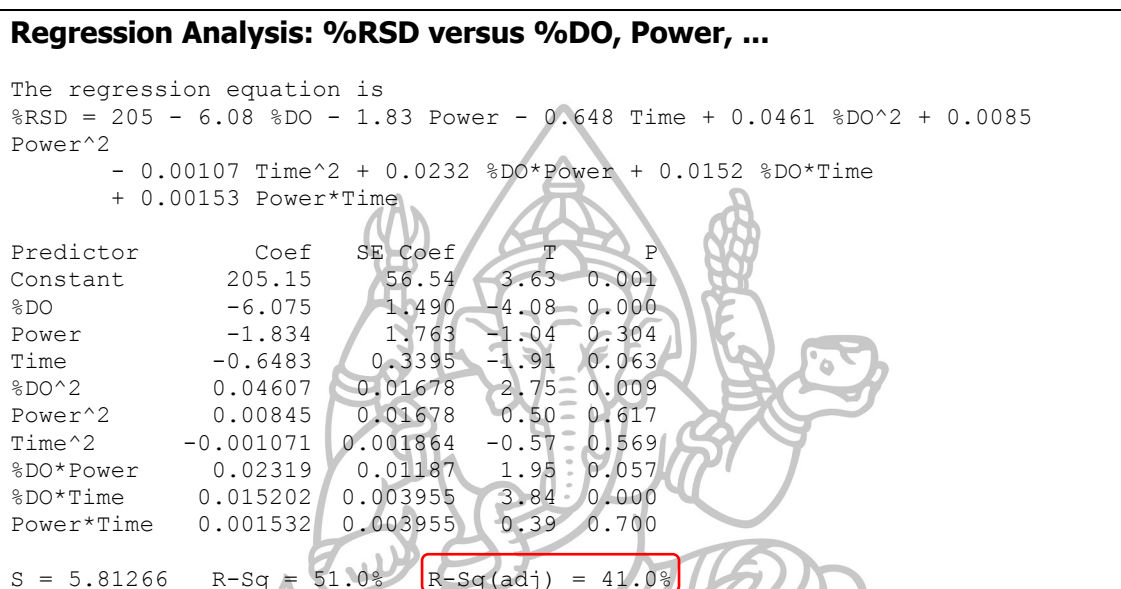 Regression Analysis: %RSD versus %DO, Power, ...
The regression equation is
%RSD = 205 - 6.08 %DO - 1.83 Power - 0.648 Time + 0.0461 %DO^2 + 0.0085
Power^2
- 0.00107 Time^2 + 0.0232 %DO*Power + 0.0152 %DO*Time
+ 0.00153 Power*Time
Predictor Coef SE Coef T P
Constant 205.15 56.54 3.63 0.001
%DO -6.075 1.490 -4.08 0.000
Power -1.834 1.763 -1.04 0.304
Time -0.6483 0.3395 -1.91 0.063
%DO^2 0.04607 0.01678 2.75 0.009
Power^2 0.00845 0.01678 0.50 0.617
Time^2 -0.001071 0.001864 -0.57 0.569
%DO*Power 0.02319 0.01187 1.95 0.057
%DO*Time 0.015202 0.003955 3.84 0.000
Power*Time 0.001532 0.003955 0.39 0.700
S = 5.81266 R-Sq = 51.0% R-Sq(adj) = 41.0%